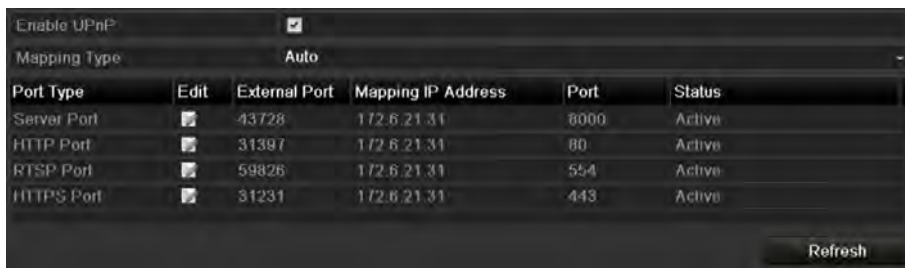 Enable UPnP
Mapping Type Auto
Port Type Edit External Port Mapping IP Address Port Status
Server Port 43728 172.6.21.31 8000 Active
HTTP Port 31397 172.6.21.31 80 Active
RTSP Port 59826 172.6.21.31 554 Active
HTTPS Port 31231 172.6.21.31 443 Active
Refresh